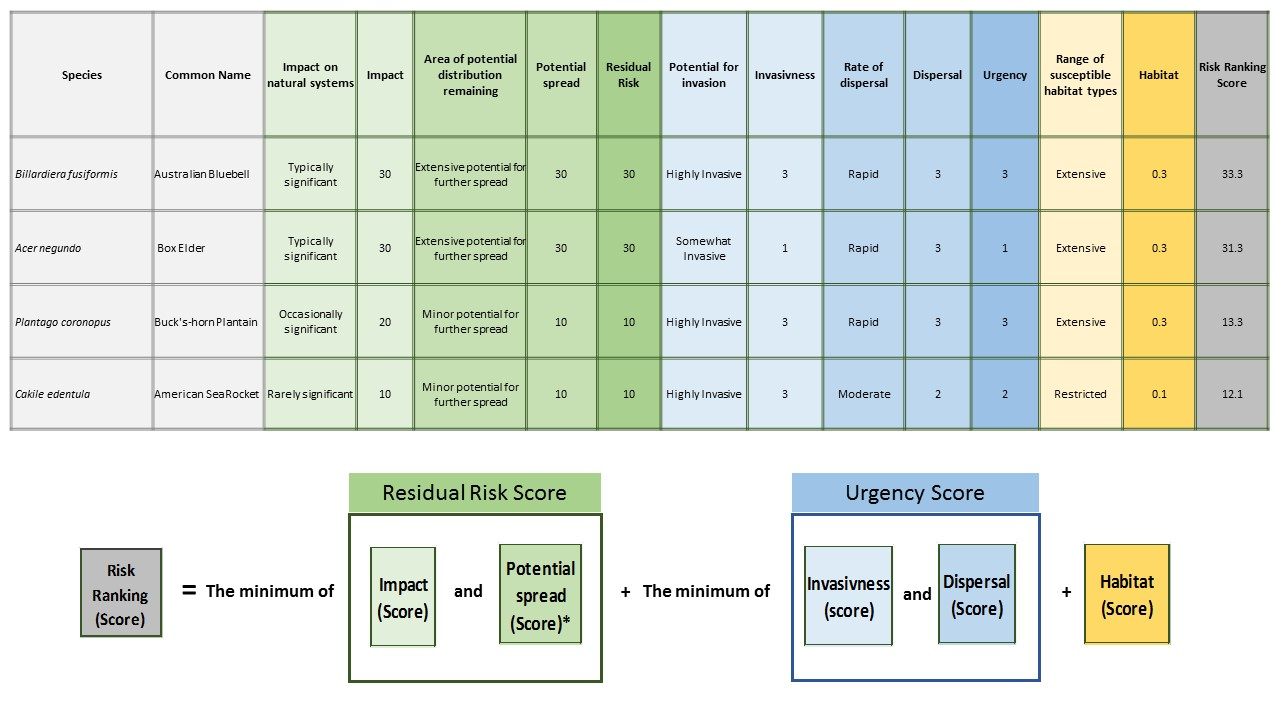 Species Common Name Impact on natural systems Impact Area of potential distribution remaining Potential spread Residual Risk Potential for invasion Invasivness Rate of dispersal Dispersal Urgency Range of susceptible habitat types Habitat Risk Ranking Score
Billardiera fusiformis Australian Bluebell Typically significant 30 Extensive potential for further spread 30 30 Highly Invasive 3 Rapid 3 3 Extensive 0.3 33.3
Acer negundo Box Elder Typically significant 30 Extensive potential for further spread 30 30 Somewhat Invasive 1 Rapid 3 1 Extensive 0.3 31.3
Plantago coronopus Buck's-horn Plantain Occasionally significant 20 Minor potential for further spread 10 10 Highly Invasive 3 Rapid 3 3 Extensive 0.3 13.3
Cakile edentula American Sea Rocket Rarely significant 10 Minor potential for further spread 10 10 Highly Invasive 3 Moderate 2 2 Restricted 0.1 12.1
Residual Risk Score
Urgency Score
Risk
Ranking
(Score)
= The minimum of
Impact
(Score)
and
Potential
spread
(Score)*
+ The minimum of
Invasivness
(score)
and
Dispersal
(Score)
+
Habitat
(Score)